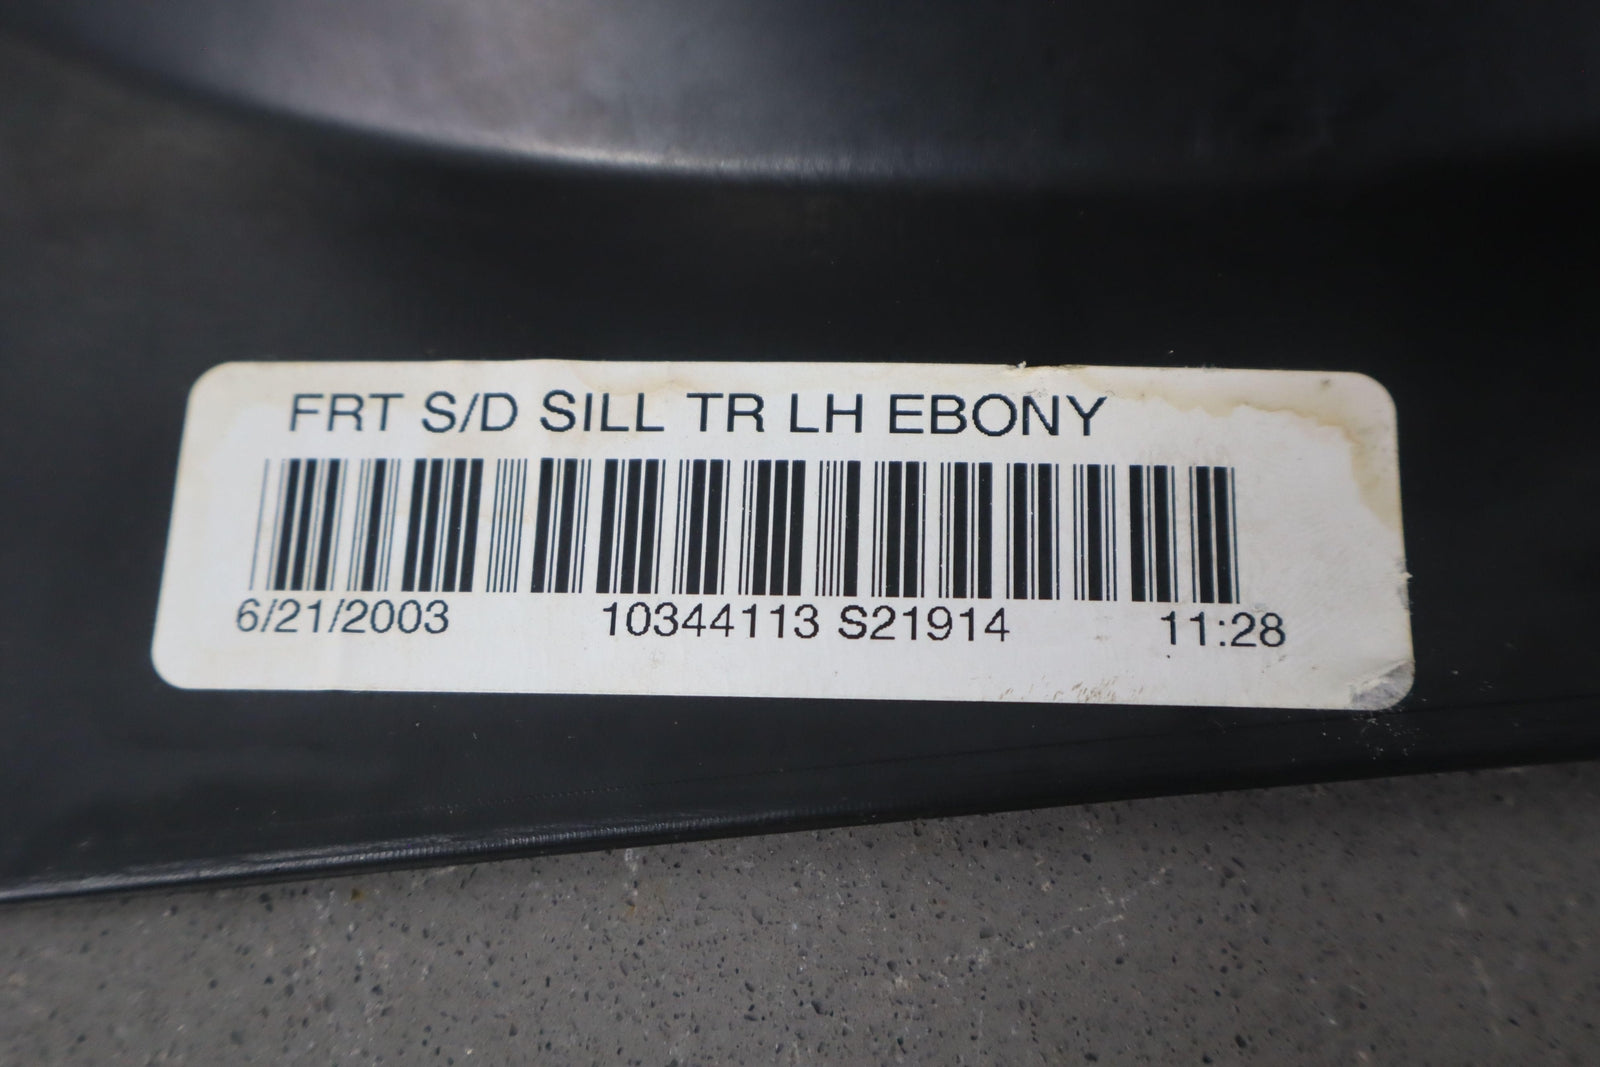 FRT S/D SILL TR LH EBONY
6/21/2003 10344113 S21914 11:28